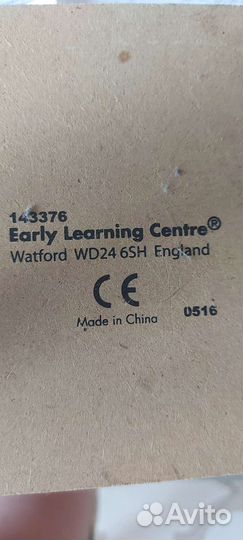 143376
Early Learning Centre®
Watford WD24 6SH England
CE
Made in China 0516
Avito